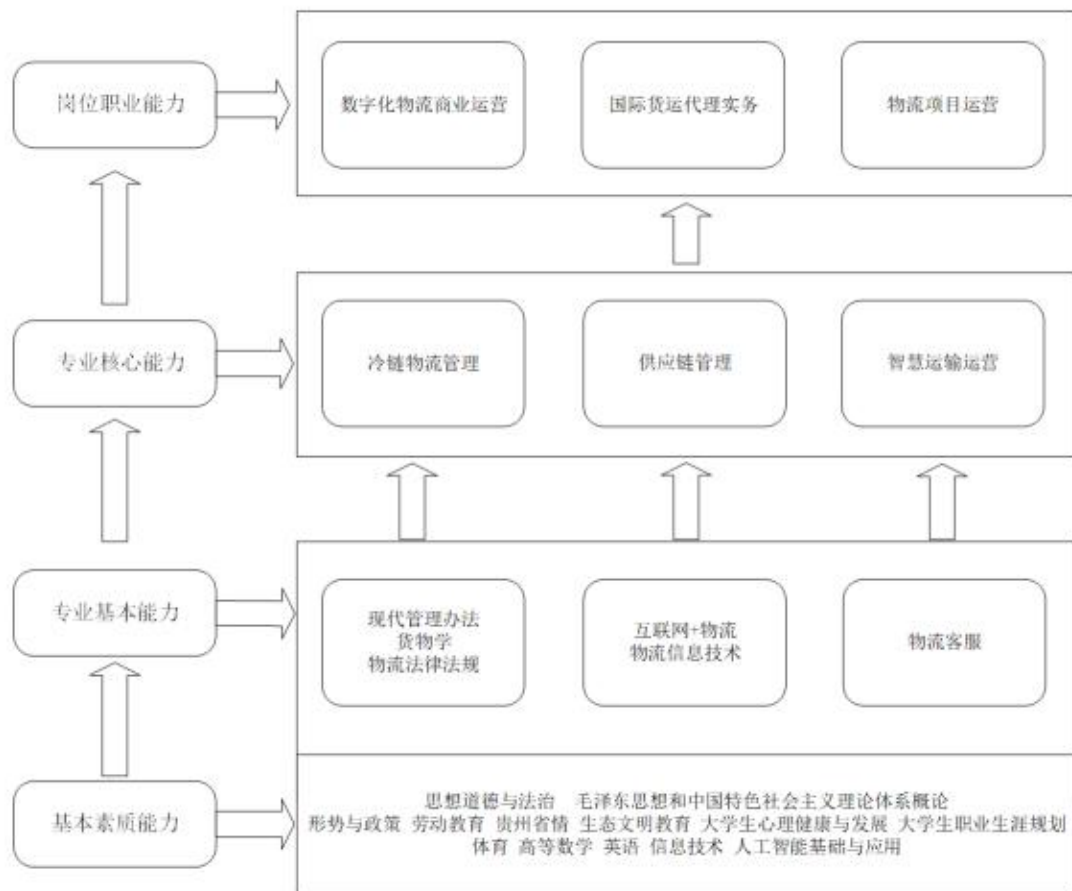 岗位职业能力
数字化物流商业运营
国际货运代理实务
物流项目运营
专业核心能力
冷链物流管理
供应链管理
智慧运输运营
专业基本能力
现代管理办法
货物学
物流法律法规
互联网+物流
物流信息技术
物流客服
基本素质能力
思想道德与法治 毛泽东思想和中国特色社会主义理论体系概论
形势与政策 劳动教育 贵州省情 生态文明教育 大学生心理健康与发展 大学生职业生涯规划
体育 高等数学 英语 信息技术 人工智能基础与应用